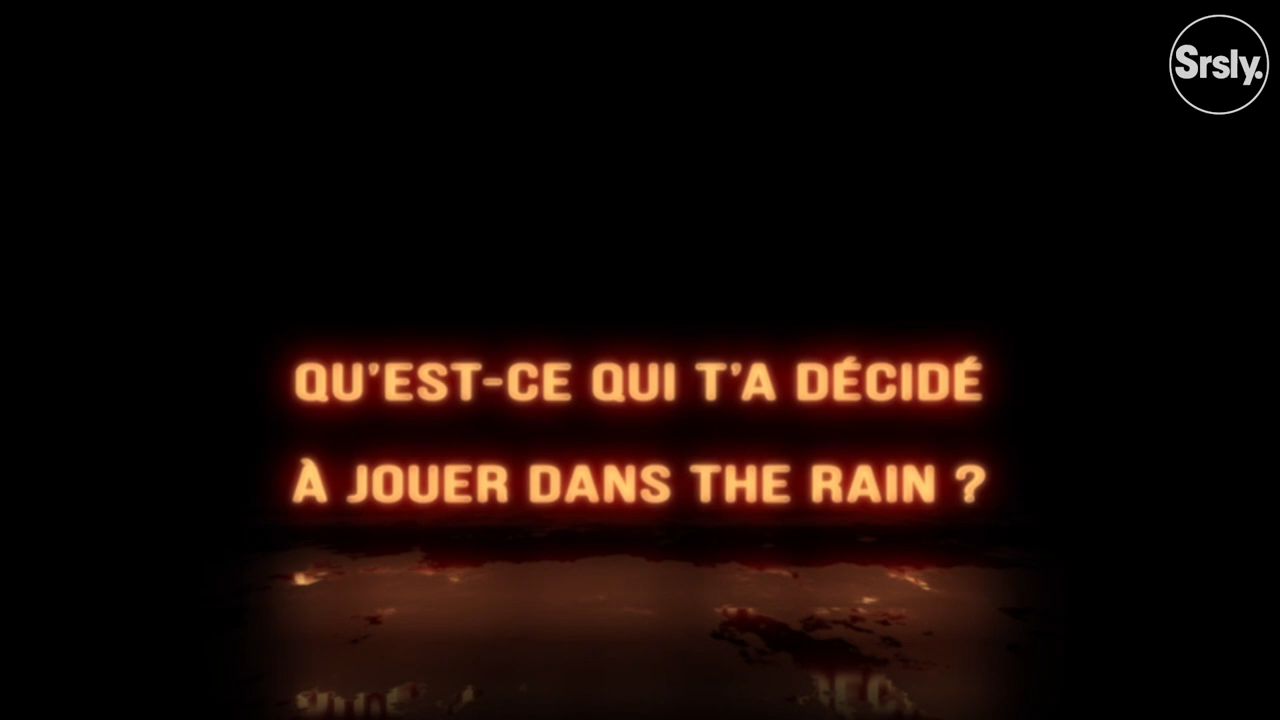 Srsly.
QU'EST-CE QUI T'A DÉCIDÉ
À JOUER DANS THE RAIN ?